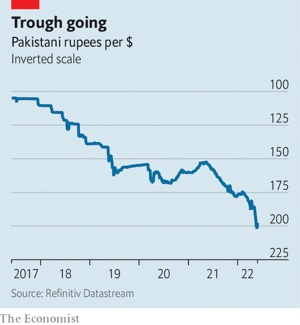 Trough going
Pakistani rupees per $
Inverted scale
100
125
150
175
200
225
2017 18 19 20 21 22
Source: Refinitiv Datastream
The Economist